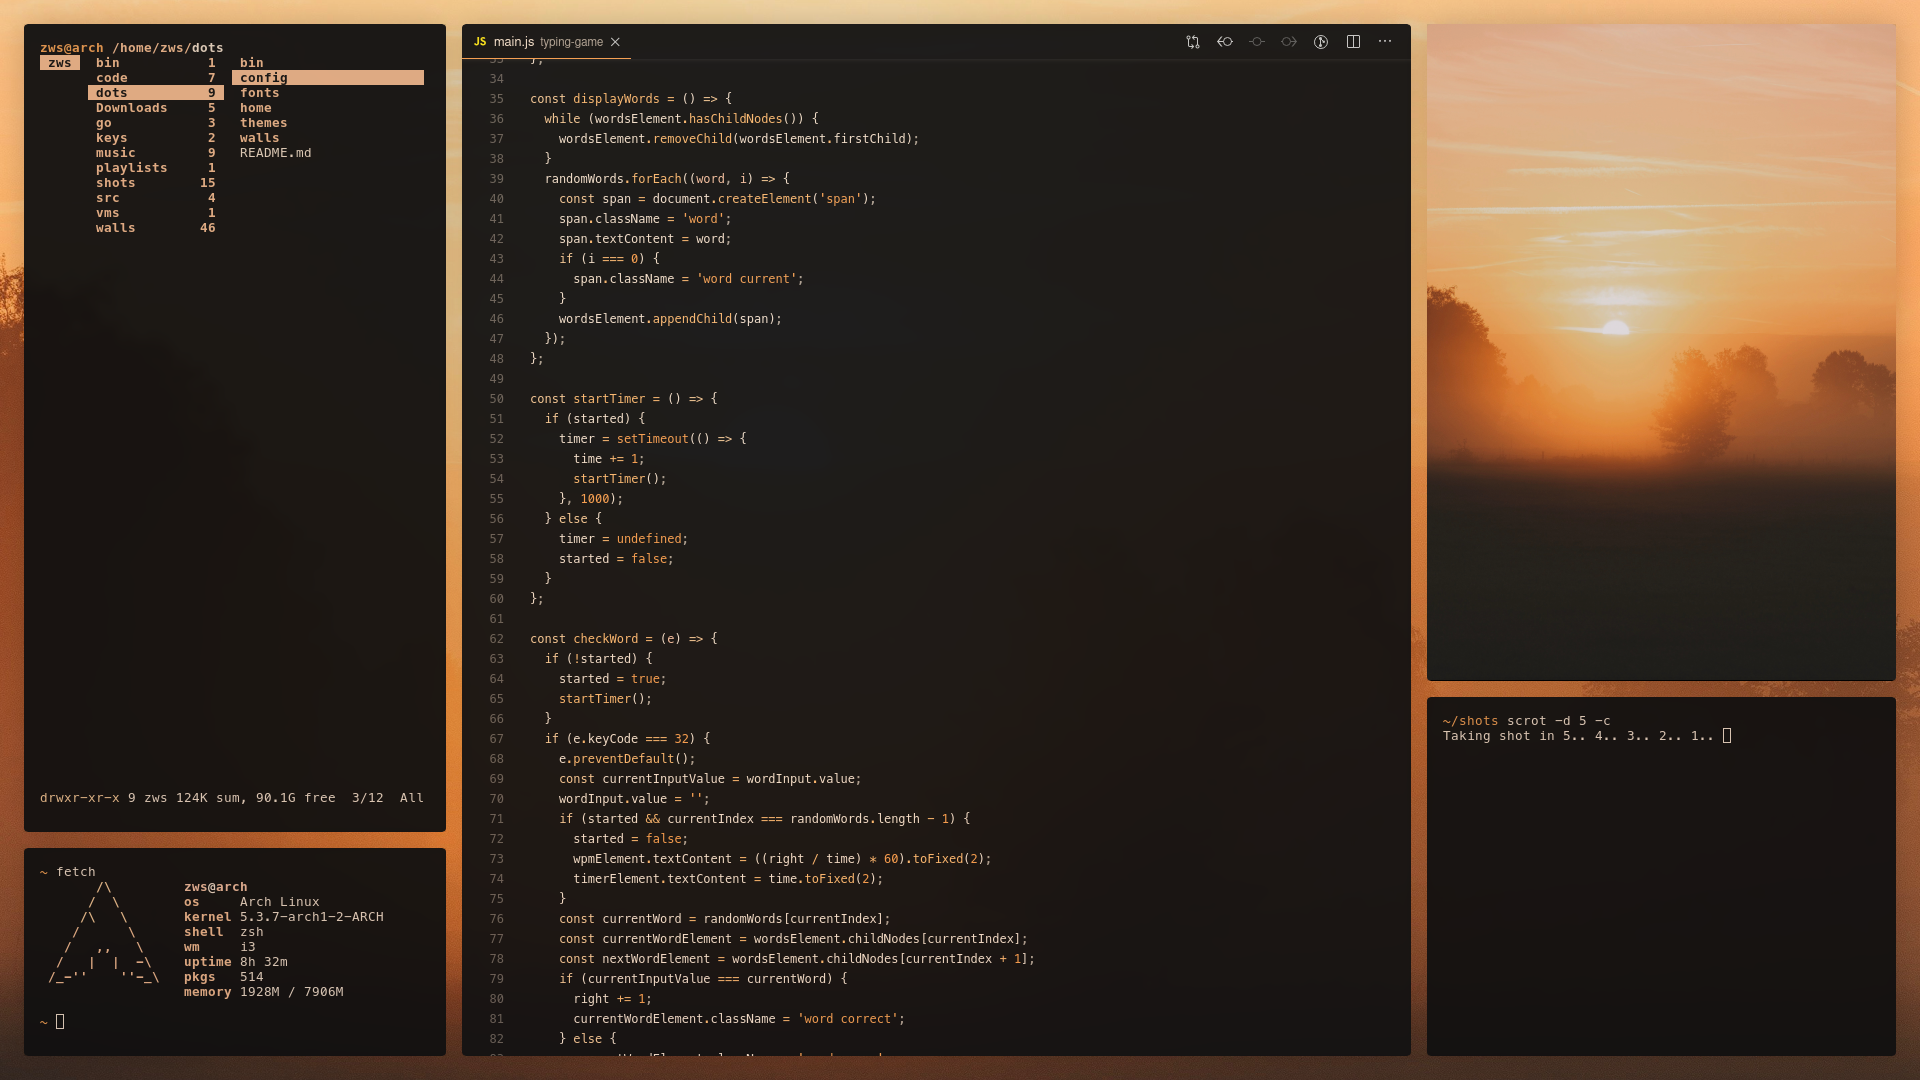 zws@arch /home/zws/dots
zws bin 1 bin
code 7 config
dots 9 fonts
Downloads 5 home
go 3 themes
keys 2 walls
music 9 README.md
playlists 1
shots 15
src 4
vms 1
walls 46
drwxr-xr-x 9 zws 124K sum, 90.1G free 3/12 All
~ fetch
/\
/  \
/\   \
/      \
/   ,,   \
/   |  |  -\
/_-''    ''-_\
zws@arch
os Arch Linux
kernel 5.3.7-arch1-2-ARCH
shell zsh
wm i3
uptime 8h 32m
pkgs 514
memory 1928M / 7906M
~
JS main.js typing-game
33 };
34
35 const displayWords = () => {
36 while (wordsElement.hasChildNodes()) {
37 wordsElement.removeChild(wordsElement.firstChild);
38 }
39 randomWords.forEach((word, i) => {
40 const span = document.createElement('span');
41 span.className = 'word';
42 span.textContent = word;
43 if (i === 0) {
44 span.className = 'word current';
45 }
46 wordsElement.appendChild(span);
47 });
48 };
49
50 const startTimer = () => {
51 if (started) {
52 timer = setTimeout(() => {
53 time += 1;
54 startTimer();
55 }, 1000);
56 } else {
57 timer = undefined;
58 started = false;
59 }
60 };
61
62 const checkWord = (e) => {
63 if (!started) {
64 started = true;
65 startTimer();
66 }
67 if (e.keyCode === 32) {
68 e.preventDefault();
69 const currentInputValue = wordInput.value;
70 wordInput.value = '';
71 if (started && currentIndex === randomWords.length - 1) {
72 started = false;
73 wpmElement.textContent = ((right / time) * 60).toFixed(2);
74 timerElement.textContent = time.toFixed(2);
75 }
76 const currentWord = randomWords[currentIndex];
77 const currentWordElement = wordsElement.childNodes[currentIndex];
78 const nextWordElement = wordsElement.childNodes[currentIndex + 1];
79 if (currentInputValue === currentWord) {
80 right += 1;
81 currentWordElement.className = 'word correct';
82 } else {
~/shots scrot -d 5 -c
Taking shot in 5.. 4.. 3.. 2.. 1..